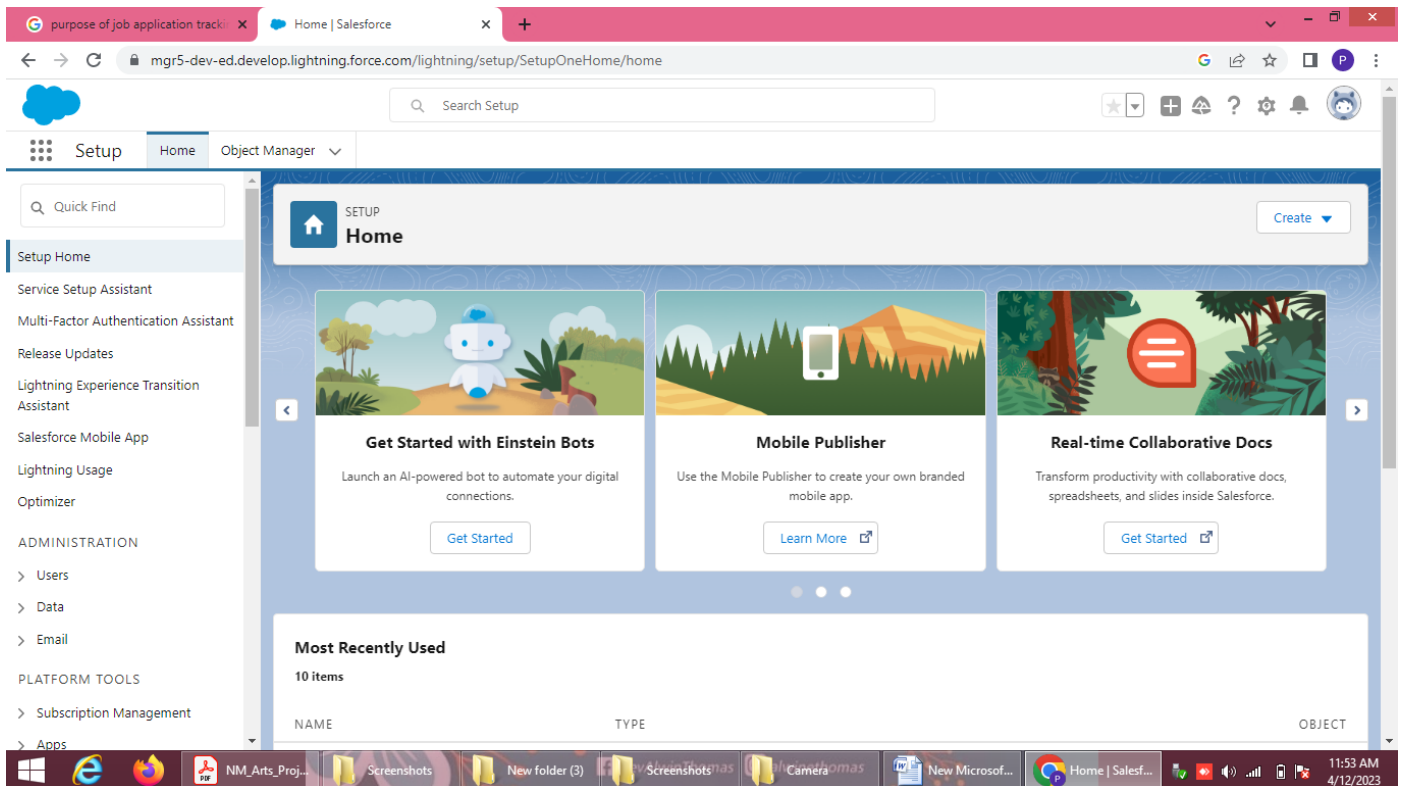 purpose of job application trackin
Home | Salesforce
mgr5-dev-ed.develop.lightning.force.com/lightning/setup/SetupOneHome/home
G
P
Search Setup
Setup
Home
Object Manager
Quick Find
Setup Home
Service Setup Assistant
Multi-Factor Authentication Assistant
Release Updates
Lightning Experience Transition
Assistant
Salesforce Mobile App
Lightning Usage
Optimizer
ADMINISTRATION
Users
Data
Email
PLATFORM TOOLS
Subscription Management
Apps
SETUP
Home
Create
Get Started with Einstein Bots
Launch an AI-powered bot to automate your digital
connections.
Get Started
Mobile Publisher
Use the Mobile Publisher to create your own branded
mobile app.
Learn More
Real-time Collaborative Docs
Transform productivity with collaborative docs,
spreadsheets, and slides inside Salesforce.
Get Started
Most Recently Used
10 items
NAME TYPE OBJECT
NM_Arts_Proj...
Screenshots
New folder (3)
Screenshots
Camera
New Microsof...
Home | Salesf...
11:53 AM
4/12/2023